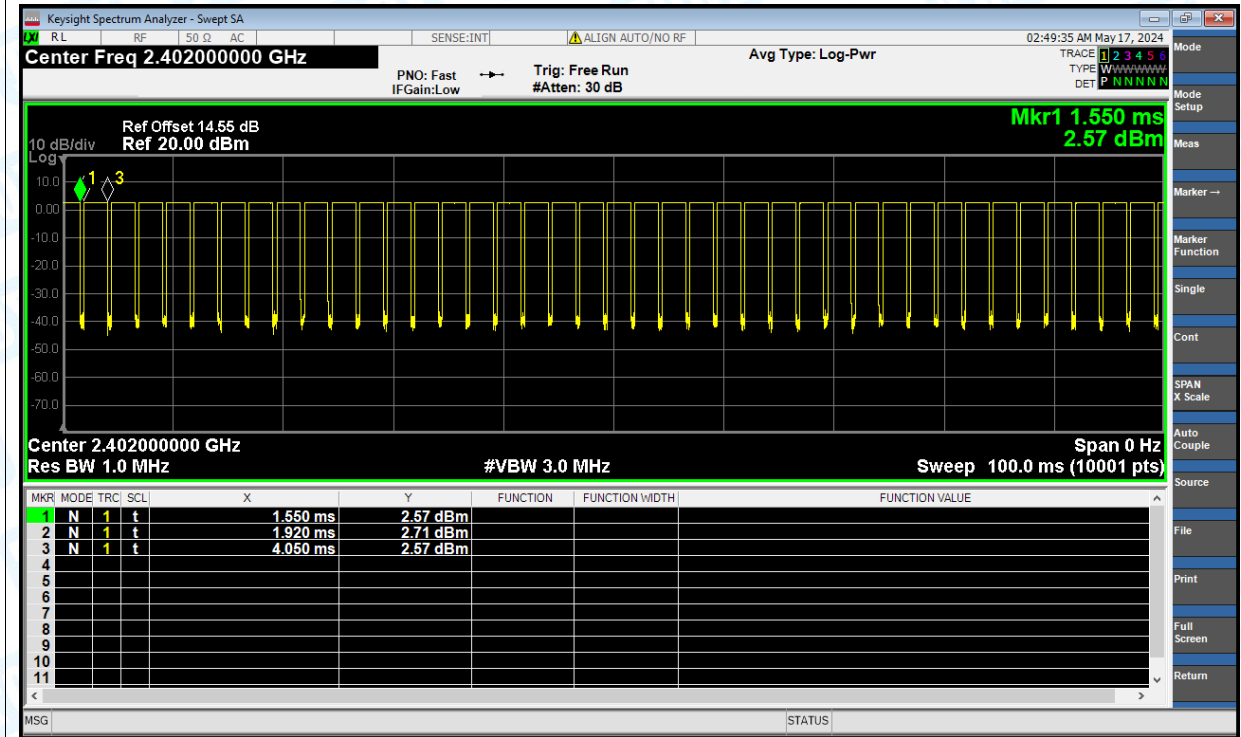 Keysight Spectrum Analyzer - Swept SA
LXI RL RF 50 Ω AC SENSE:INT ALIGN AUTO/NO RF 02:49:35 AM May 17, 2024
Center Freq 2.402000000 GHz
Avg Type: Log-Pwr
TRACE 1 2 3 4 5 6
PNO: Fast Trig: Free Run
TYPE WWWWWW
IFGain:Low #Atten: 30 dB
DET P N N N N N
Mkr1 1.550 ms
2.57 dBm
Ref Offset 14.55 dB
10 dB/div Ref 20.00 dBm
Log
1 3
10.0
0.00
-10.0
-20.0
-30.0
-40.0
-50.0
-60.0
-70.0
Center 2.402000000 GHz Span 0 Hz
Res BW 1.0 MHz #VBW 3.0 MHz Sweep 100.0 ms (10001 pts)
MKR MODE TRC SCL X Y FUNCTION FUNCTION WIDTH FUNCTION VALUE
1 N 1 t 1.550 ms 2.57 dBm
2 N 1 t 1.920 ms 2.71 dBm
3 N 1 t 4.050 ms 2.57 dBm
4
5
6
7
8
9
10
11
MSG STATUS
Mode
Mode
Setup
Meas
Marker →
Marker
Function
Single
Cont
SPAN
X Scale
Auto
Couple
Source
File
Print
Full
Screen
Return